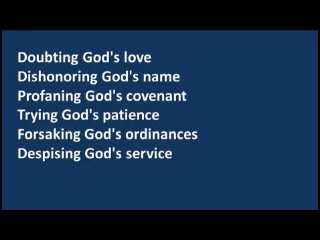 Doubting God's love
Dishonoring God's name
Profaning God's covenant
Trying God's patience
Forsaking God's ordinances
Despising God's service